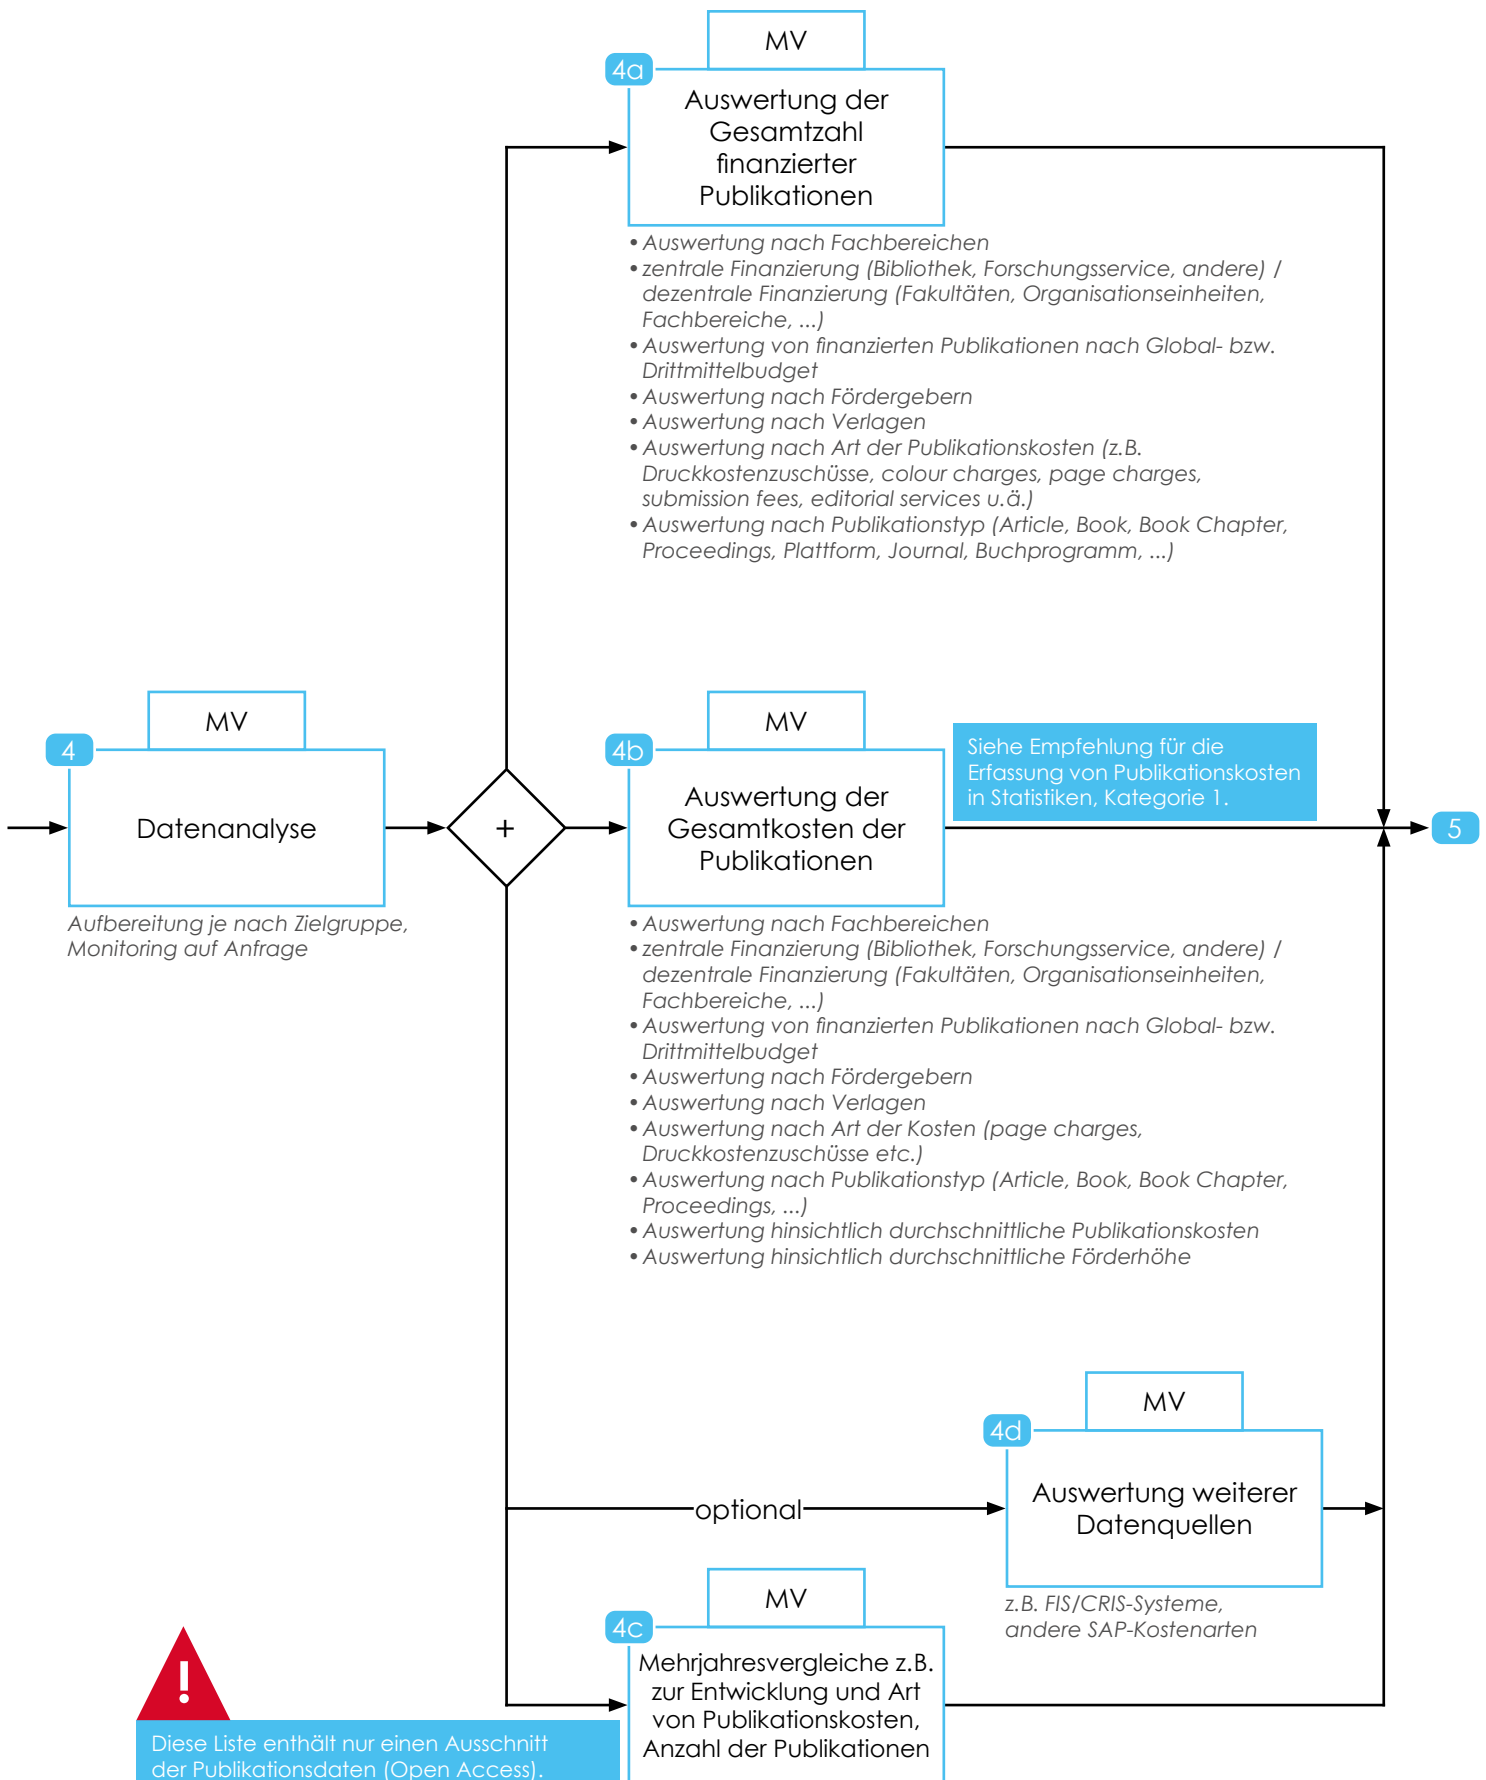 MV
4a
Auswertung der
Gesamtzahl
finanzierter
Publikationen
• Auswertung nach Fachbereichen
• zentrale Finanzierung (Bibliothek, Forschungsservice, andere) /
dezentrale Finanzierung (Fakultäten, Organisationseinheiten,
Fachbereiche, ...)
• Auswertung von finanzierten Publikationen nach Global- bzw.
Drittmittelbudget
• Auswertung nach Fördergebern
• Auswertung nach Verlagen
• Auswertung nach Art der Publikationskosten (z.B.
Druckkostenzuschüsse, colour charges, page charges,
submission fees, editorial services u.ä.)
• Auswertung nach Publikationstyp (Article, Book, Book Chapter,
Proceedings, Plattform, Journal, Buchprogramm, ...)
MV
4
Datenanalyse
Aufbereitung je nach Zielgruppe,
Monitoring auf Anfrage
+
MV
4b
Auswertung der
Gesamtkosten der
Publikationen
Siehe Empfehlung für die
Erfassung von Publikationskosten
in Statistiken, Kategorie 1.
5
• Auswertung nach Fachbereichen
• zentrale Finanzierung (Bibliothek, Forschungsservice, andere) /
dezentrale Finanzierung (Fakultäten, Organisationseinheiten,
Fachbereiche, ...)
• Auswertung von finanzierten Publikationen nach Global- bzw.
Drittmittelbudget
• Auswertung nach Fördergebern
• Auswertung nach Verlagen
• Auswertung nach Art der Kosten (page charges,
Druckkostenzuschüsse etc.)
• Auswertung nach Publikationstyp (Article, Book, Book Chapter,
Proceedings, ...)
• Auswertung hinsichtlich durchschnittliche Publikationskosten
• Auswertung hinsichtlich durchschnittliche Förderhöhe
optional
MV
4d
Auswertung weiterer
Datenquellen
z.B. FIS/CRIS-Systeme,
andere SAP-Kostenarten
MV
4c
Mehrjahresvergleiche z.B.
zur Entwicklung und Art
von Publikationskosten,
Anzahl der Publikationen
!
Diese Liste enthält nur einen Ausschnitt
der Publikationsdaten (Open Access).